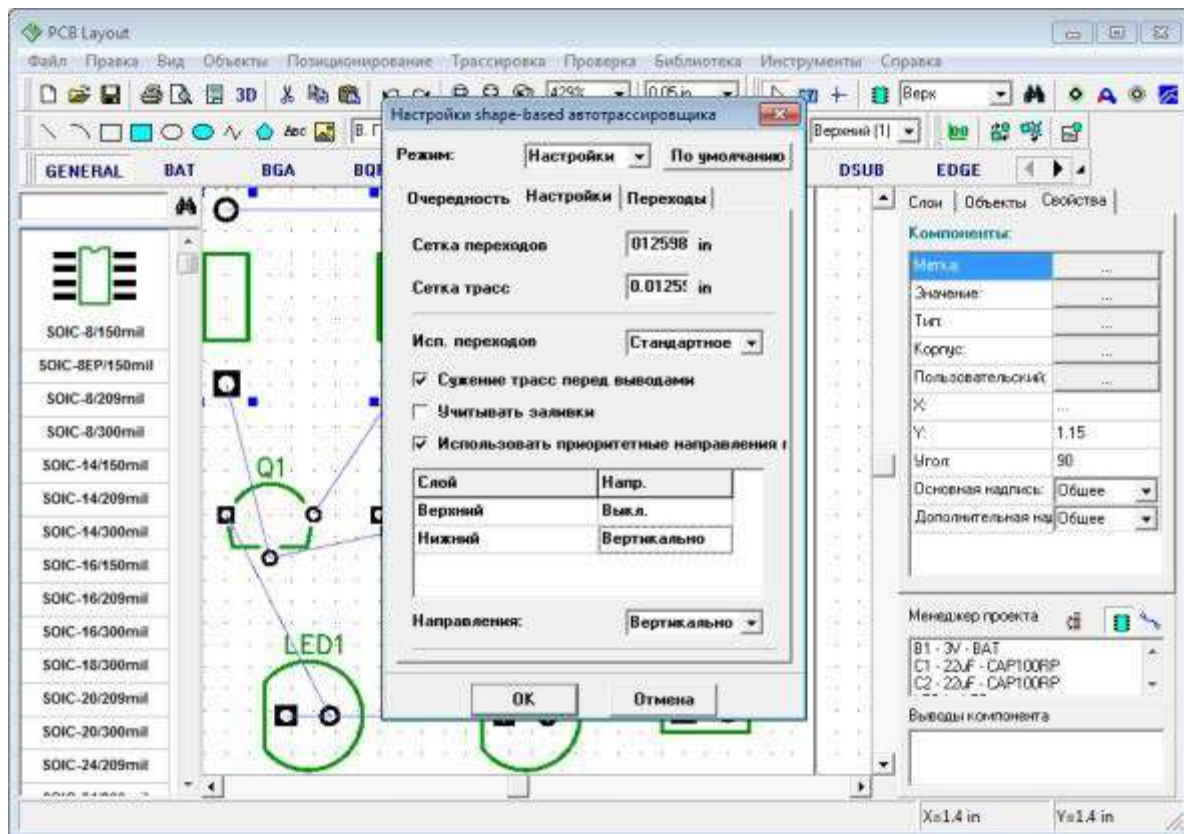 PCB Layout
Файл Правка Вид Объекты Позиционирование Трассировка Проверка Библиотека Инструменты Справка
3D 429% 0.05 in Верх
Abc В. Верхний (1)
GENERAL BAT BGA DSUB EDGE
Настройки shape-based автотрассировщика
Режим: Настройки По умолчанию
Очередность Настройки Переходы
Сетка переходов 012598 in
Сетка трасс in
Исп. переходов Стандартное
Сужение трасс перед выводами
Учитывать заливки
Использовать приоритетные направления
Слой Напр.
Верхний Выкл.
Нижний Вертикально
Направления: Вертикально
OK Отмена
SOIC-8/150mil
SOIC-8EP/150mil
SOIC-8/209mil
SOIC-8/300mil
SOIC-14/150mil
SOIC-14/209mil
SOIC-14/300mil
SOIC-16/150mil
SOIC-16/209mil
SOIC-16/300mil
SOIC-18/300mil
SOIC-20/209mil
SOIC-20/300mil
SOIC-24/209mil
Q1
LED1
Слои Объекты Свойства
Компоненты:
Метка: ...
Значение: ...
Тип: ...
Корпус: ...
Пользовательский: ...
X: ...
Y: 1.15
Угол: 90
Основная надпись: Общее
Дополнительная над Общее
Менеджер проекта
B1 - 3V - BAT
C1 - 22uF - CAP100RP
C2 - 22uF - CAP100RP
Выводы компонента
X=1.4 in Y=1.4 in